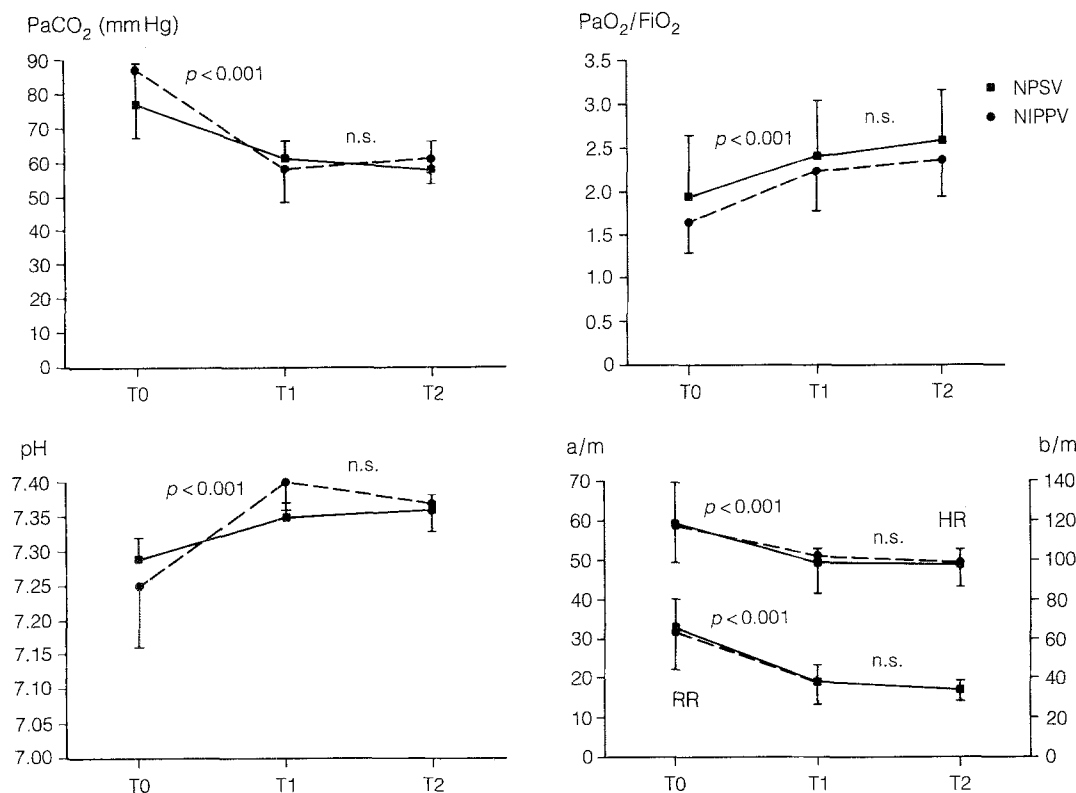 PaCO₂ (mm Hg)
90
80
70
60
50
40
30
20
10
0
p < 0.001
n.s.
T0 T1 T2
PaO₂/FiO₂
3.5
3.0
2.5
2.0
1.5
1.0
0.5
0
p < 0.001
n.s.
NPSV
NIPPV
T0 T1 T2
pH
7.40
7.35
7.30
7.25
7.20
7.15
7.10
7.05
7.00
p < 0.001
n.s.
T0 T1 T2
a/m
70
60
50
40
30
20
10
0
p < 0.001
n.s.
HR
p < 0.001
n.s.
RR
b/m
140
120
100
80
60
40
20
0
T0 T1 T2